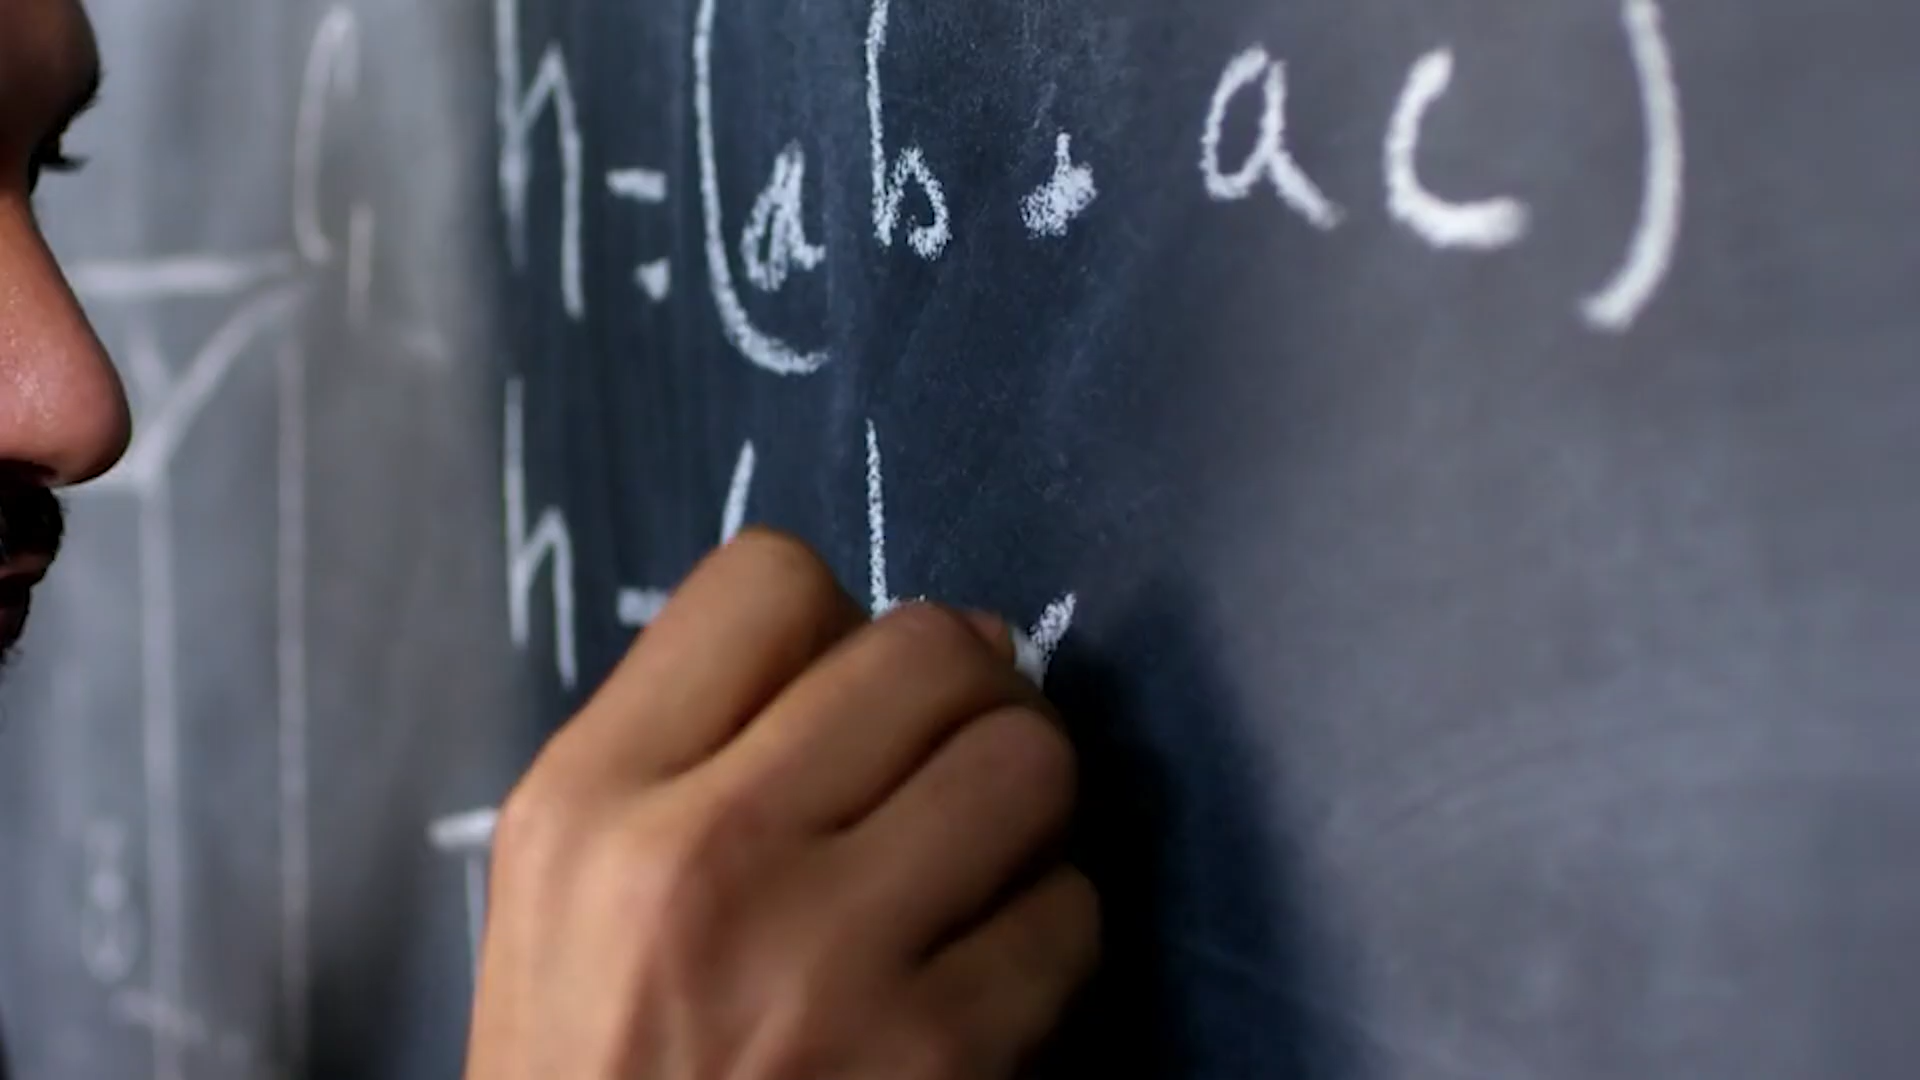 h = (ab · ac)
h = (b